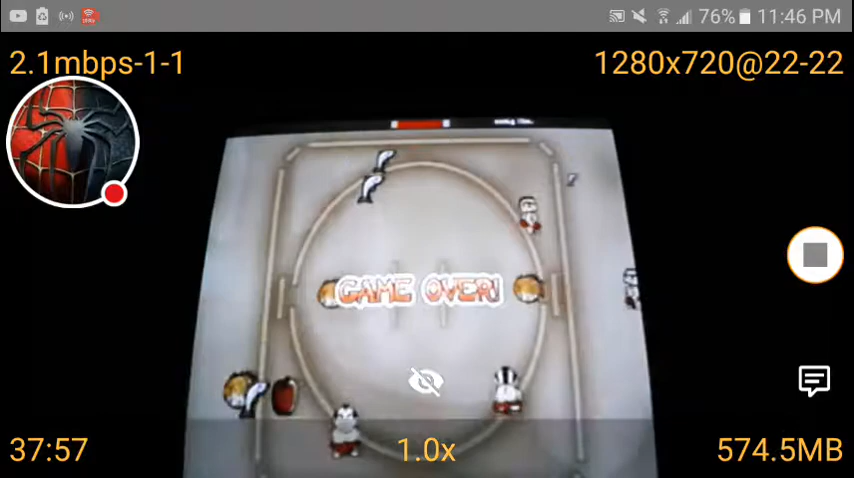 76% 11:46 PM
2.1mbps-1-1
1280x720@22-22
GAME OVER!
37:57
1.0x
574.5MB